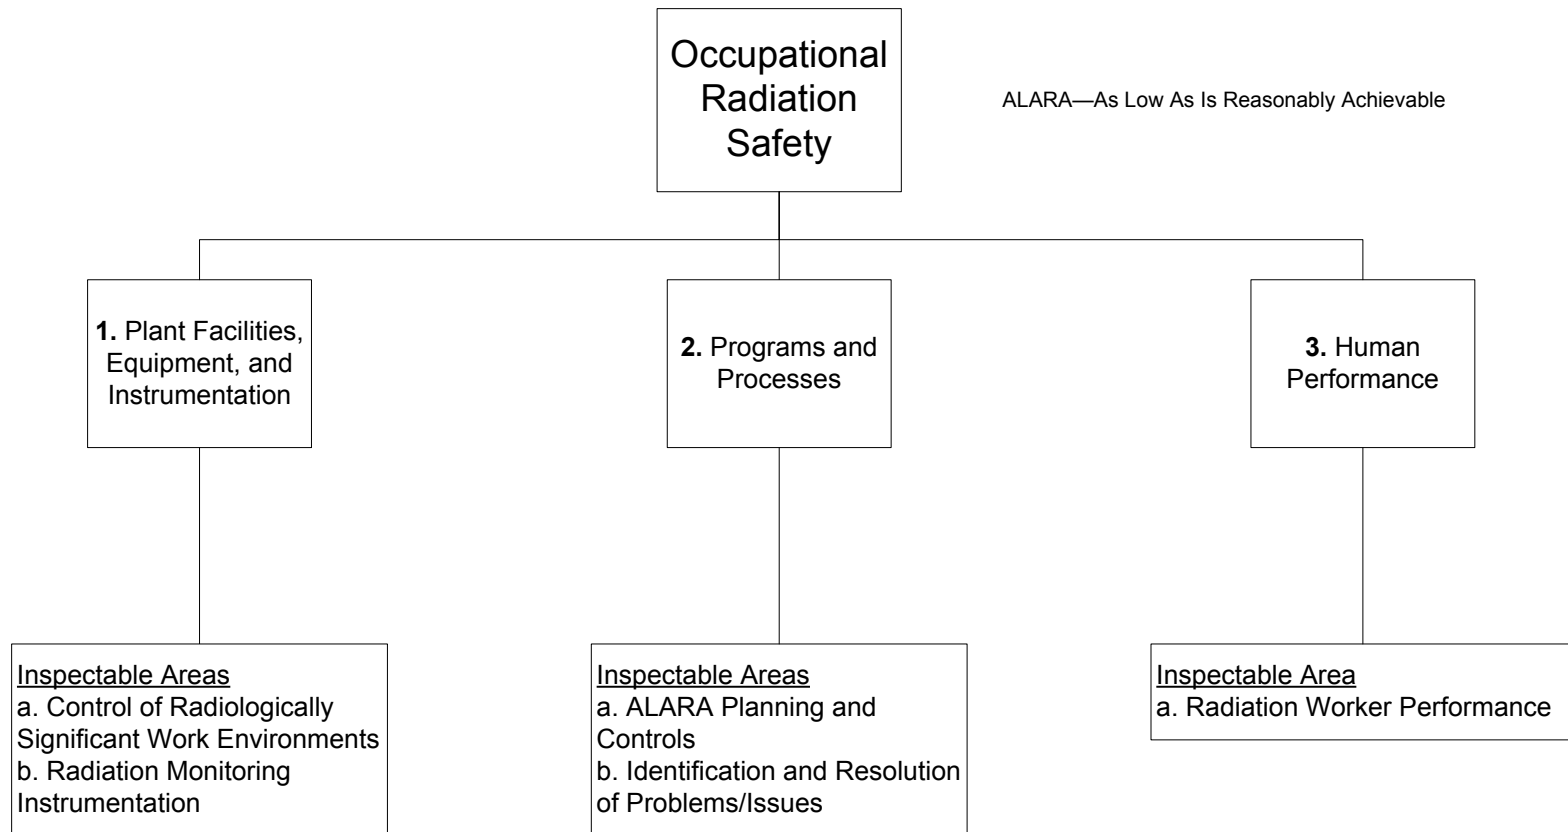 Occupational
Radiation
Safety
ALARA—As Low As Is Reasonably Achievable
1. Plant Facilities,
Equipment, and
Instrumentation
2. Programs and
Processes
3. Human
Performance
Inspectable Areas
a. Control of Radiologically
Significant Work Environments
b. Radiation Monitoring
Instrumentation
Inspectable Areas
a. ALARA Planning and
Controls
b. Identification and Resolution
of Problems/Issues
Inspectable Area
a. Radiation Worker Performance